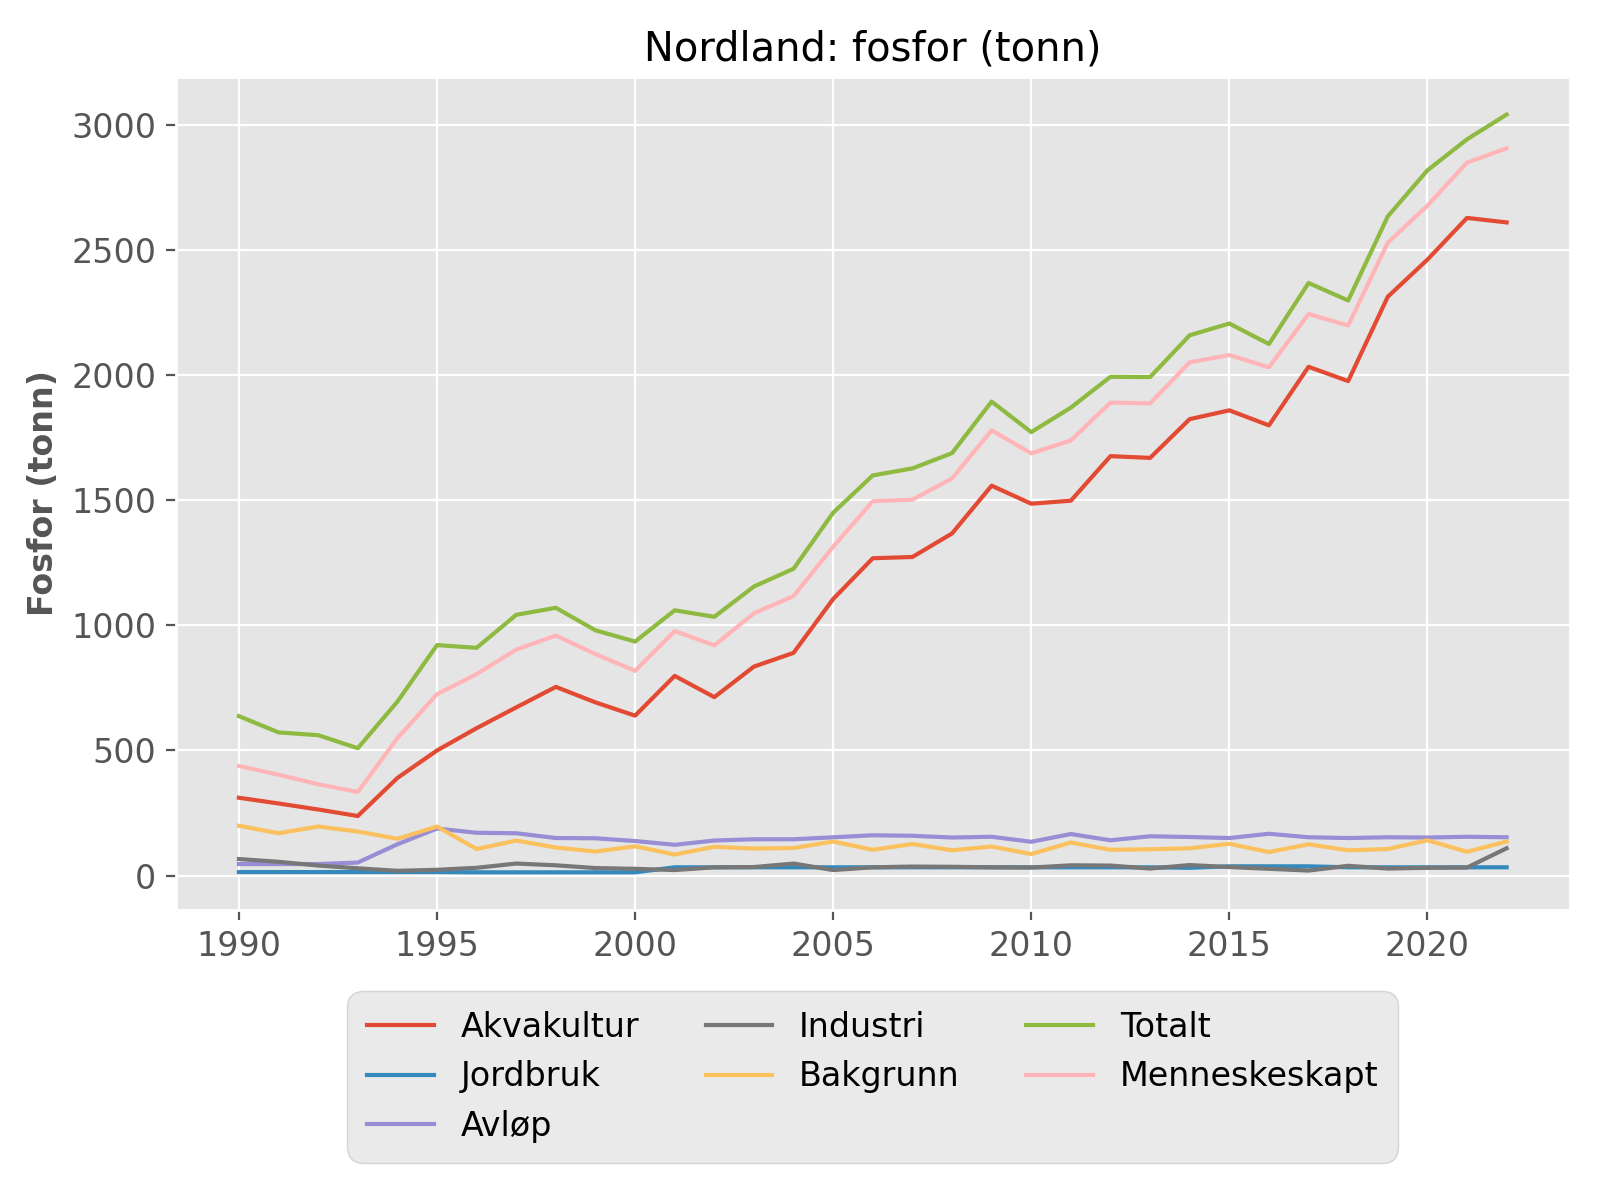 Nordland: fosfor (tonn)
Fosfor (tonn)
3000
2500
2000
1500
1000
500
0
1990 1995 2000 2005 2010 2015 2020
Akvakultur Industri Totalt
Jordbruk Bakgrunn Menneskeskapt
Avløp